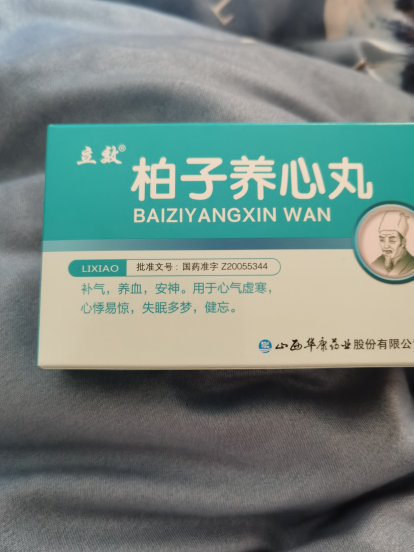 立效®
柏子养心丸
BAIZIYANGXIN WAN
LIXIAO 批准文号：国药准字 Z20055344
补气，养血，安神。用于心气虚寒，
心悸易惊，失眠多梦，健忘。
山西华康药业股份有限公